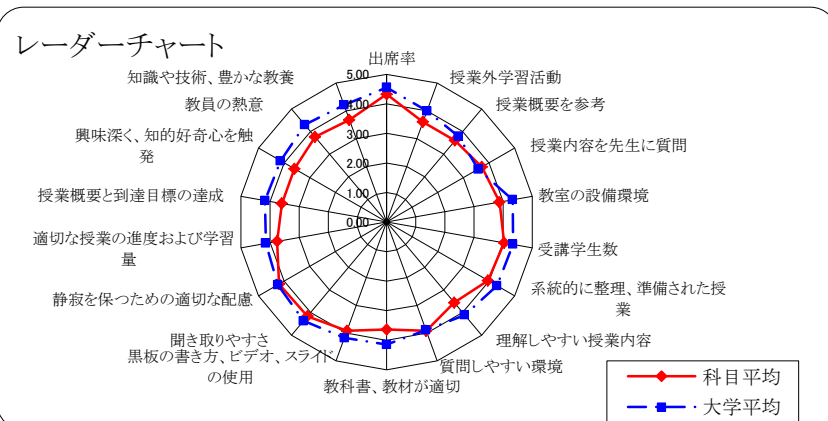 レーダーチャート
出席率
授業外学習活動
授業概要を参考
授業内容を先生に質問
教室の設備環境
受講学生数
系統的に整理、準備された授
業
理解しやすい授業内容
質問しやすい環境
教科書、教材が適切
黒板の書き方、ビデオ、スライド
の使用
聞き取りやすさ
静寂を保つための適切な配慮
適切な授業の進度および学習
量
授業概要と到達目標の達成
興味深く、知的好奇心を触
発
教員の熱意
知識や技術、豊かな教養
5.00
4.00
3.00
2.00
1.00
0.00
科目平均
大学平均